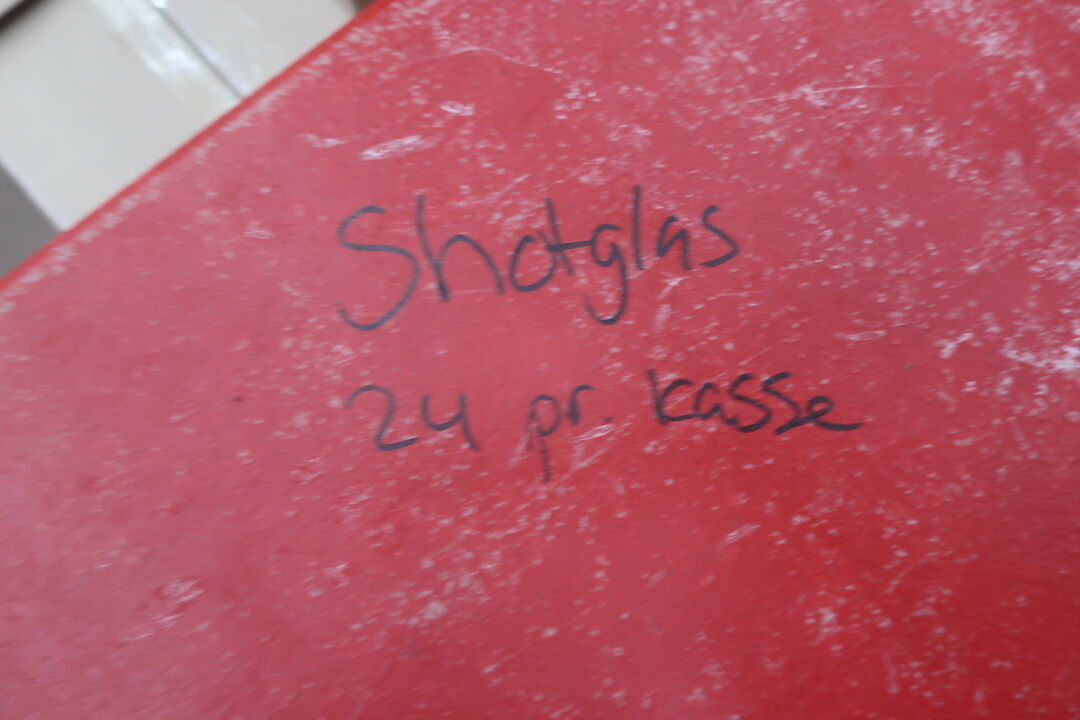 Shotglas
24 pr. kasse